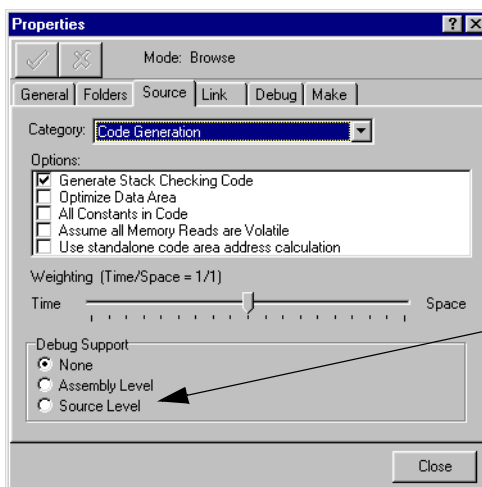 Properties
Mode: Browse
General Folders Source Link Debug Make
Category: Code Generation
Options:
Generate Stack Checking Code
Optimize Data Area
All Constants in Code
Assume all Memory Reads are Volatile
Use standalone code area address calculation
Weighting (Time/Space = 1/1)
Time Space
Debug Support
None
Assembly Level
Source Level
Close